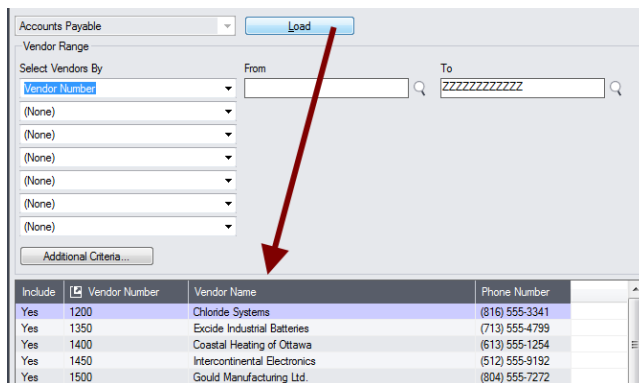 Accounts Payable Load
Vendor Range
Select Vendors By From To
Vendor Number ZZZZZZZZZZZZ
(None)
(None)
(None)
(None)
(None)
(None)
Additional Criteria...
Include Vendor Number Vendor Name Phone Number
Yes 1200 Chloride Systems (816) 555-3341
Yes 1350 Excide Industrial Batteries (713) 555-4799
Yes 1400 Coastal Heating of Ottawa (613) 555-1254
Yes 1450 Intercontinental Electronics (512) 555-9192
Yes 1500 Gould Manufacturing Ltd. (804) 555-7272